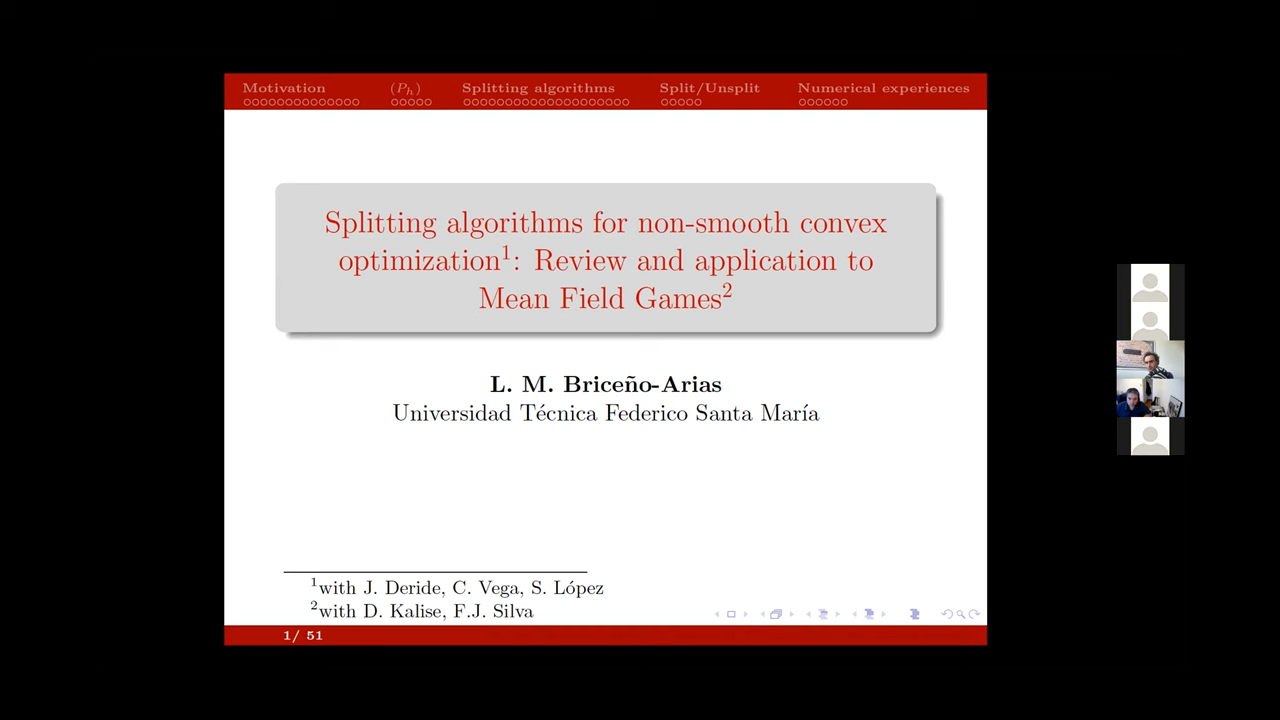 Motivation (P_h) Splitting algorithms Split/Unsplit Numerical experiences
Splitting algorithms for non-smooth convex
optimization¹: Review and application to
Mean Field Games²
L. M. Briceño-Arias
Universidad Técnica Federico Santa María
¹with J. Deride, C. Vega, S. López
²with D. Kalise, F.J. Silva
1/ 51